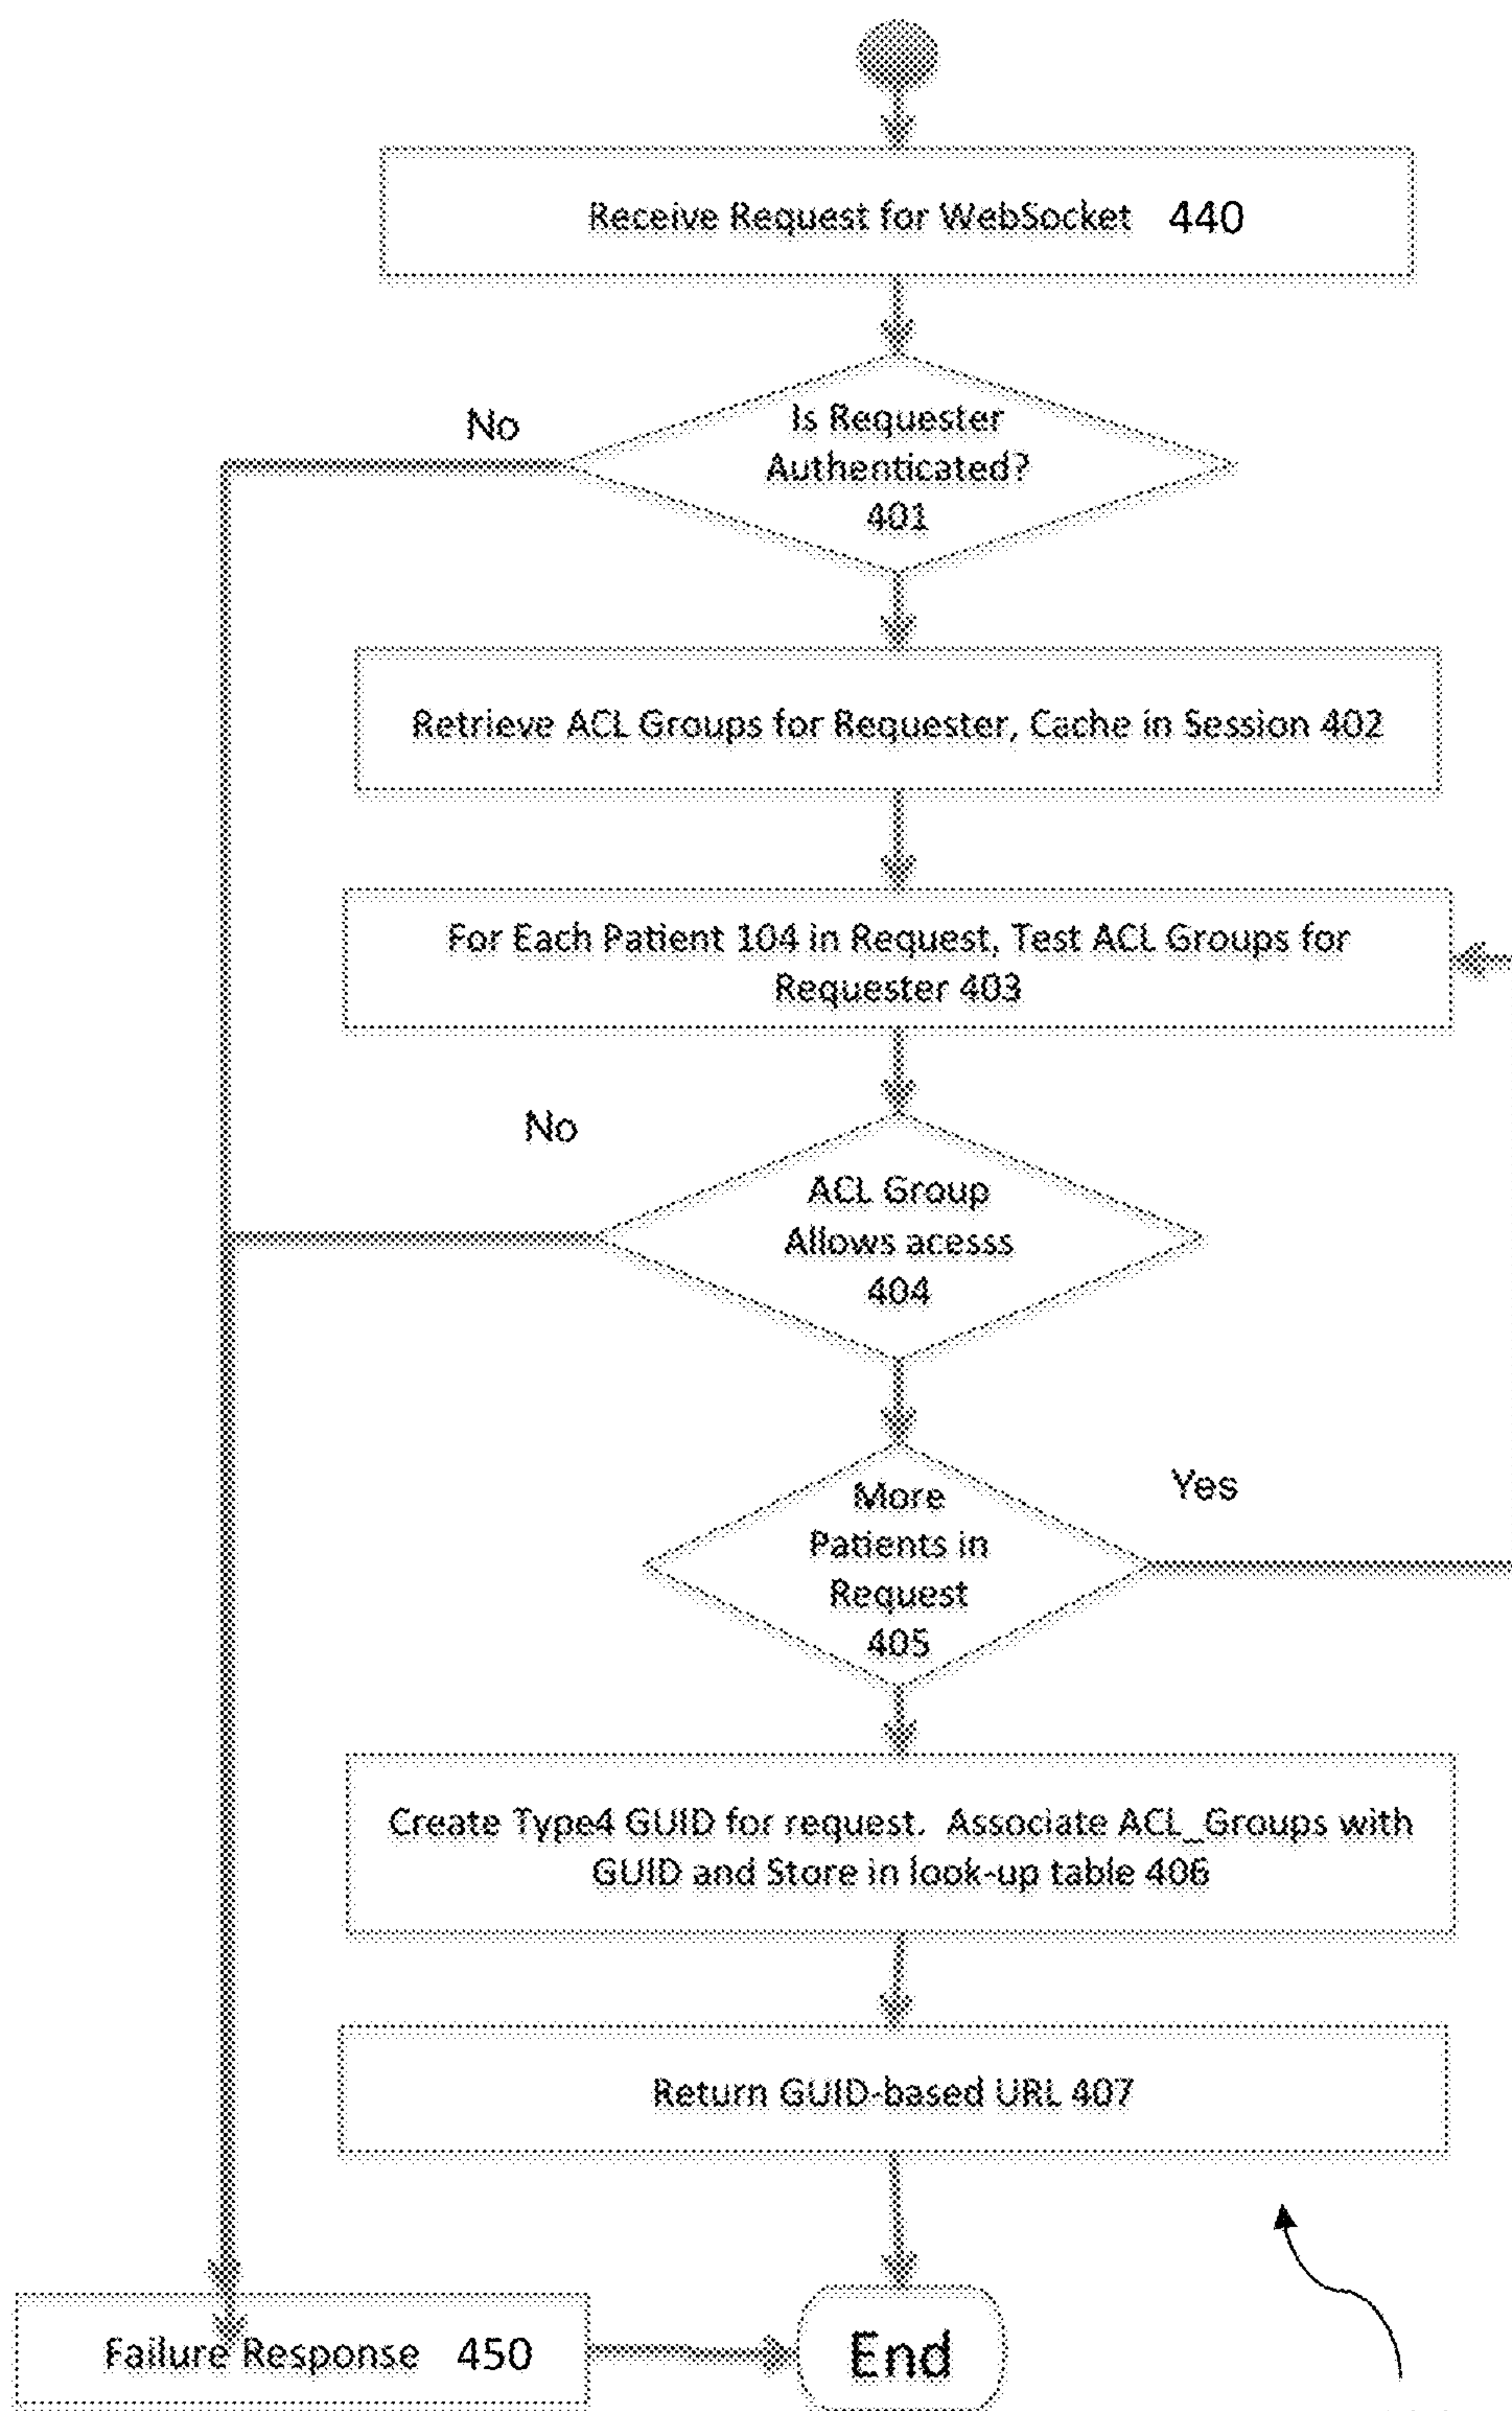 Receive Request for WebSocket 440
No
Is Requester
Authenticated?
401
Retrieve ACL Groups for Requester, Cache in Session 402
For Each Patient 104 in Request, Test ACL Groups for
Requester 403
No
ACL Group
Allows acesss
404
More
Patients in
Request
405
Yes
Create Type4 GUID for request. Associate ACL_Groups with
GUID and Store in look-up table 406
Return GUID-based URL 407
Failure Response 450
End